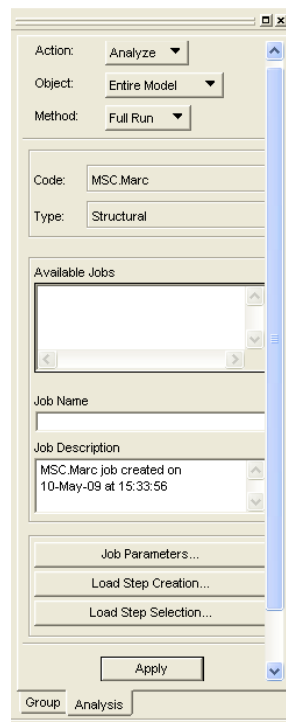 Action: Analyze
Object: Entire Model
Method: Full Run
Code: MSC.Marc
Type: Structural
Available Jobs
Job Name
Job Description
MSC.Marc job created on
10-May-09 at 15:33:56
Job Parameters...
Load Step Creation...
Load Step Selection...
Apply
Group Analysis